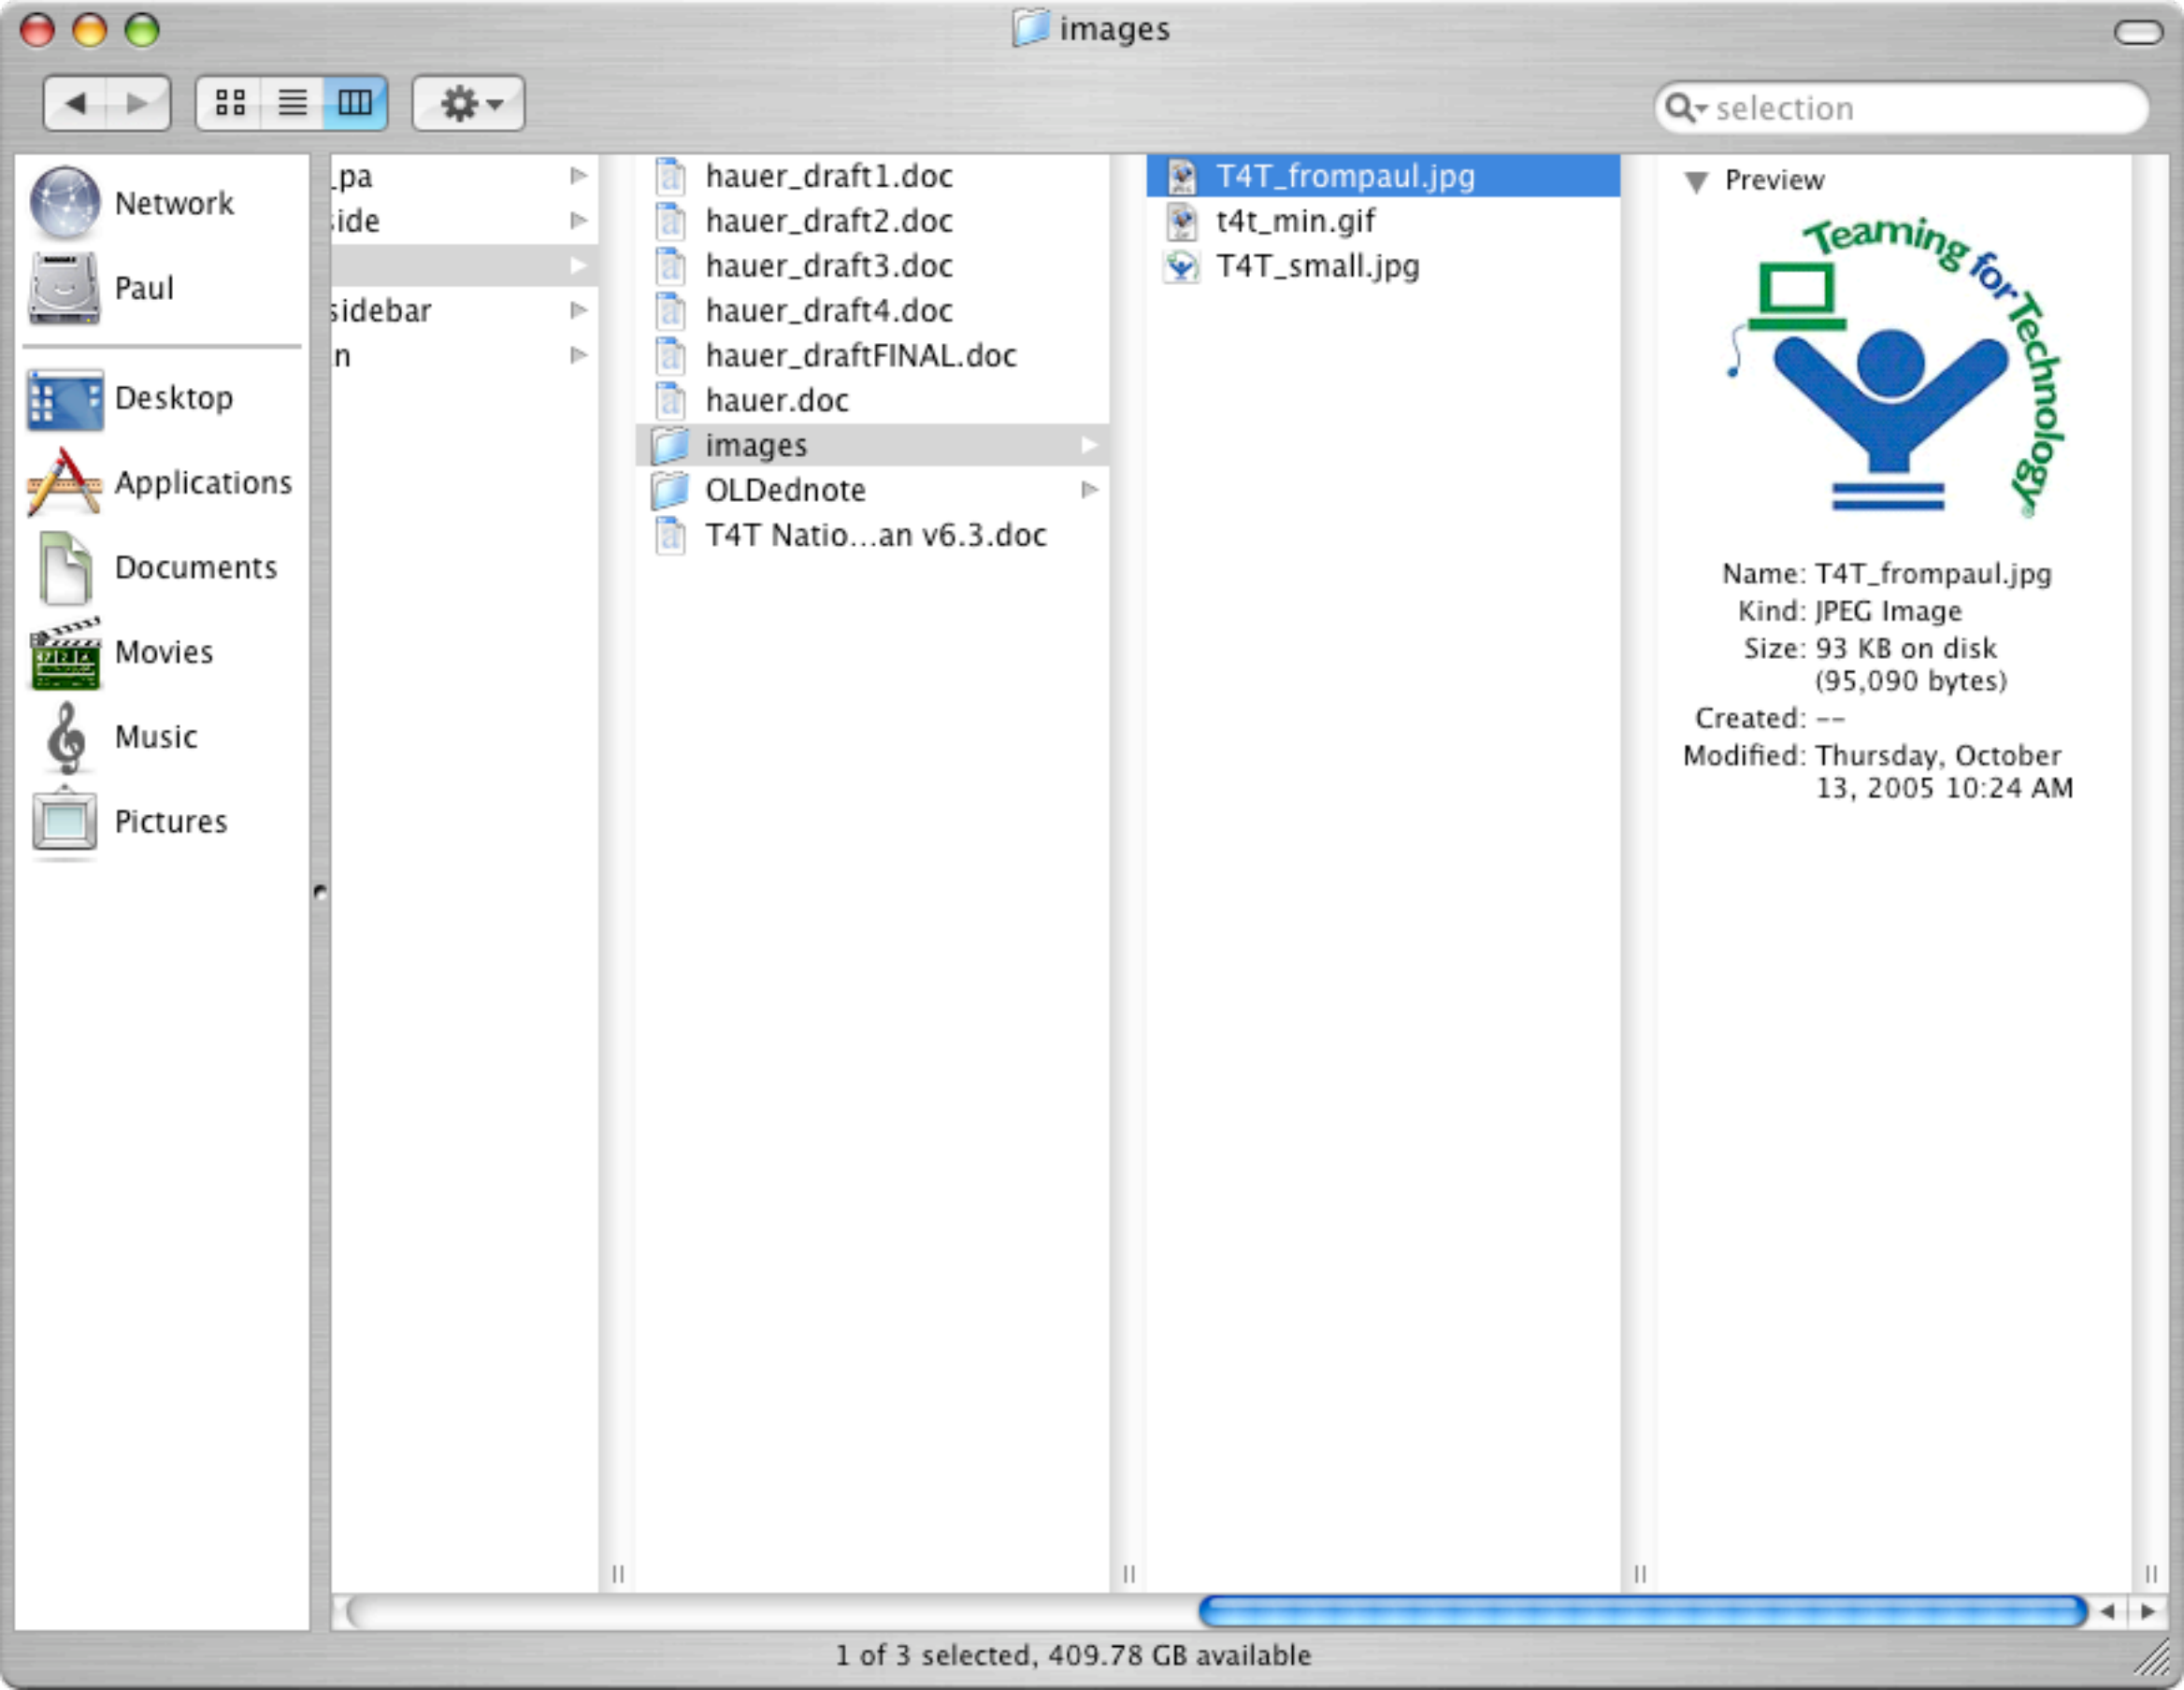 images
selection
Network
Paul
Desktop
Applications
Documents
Movies
Music
Pictures
_pa
side
sidebar
n
hauer_draft1.doc
hauer_draft2.doc
hauer_draft3.doc
hauer_draft4.doc
hauer_draftFINAL.doc
hauer.doc
images
OLDednote
T4T Natio...an v6.3.doc
T4T_frompaul.jpg
t4t_min.gif
T4T_small.jpg
Preview
Teaming for Technology®
Name: T4T_frompaul.jpg
Kind: JPEG Image
Size: 93 KB on disk
(95,090 bytes)
Created: --
Modified: Thursday, October
13, 2005 10:24 AM
1 of 3 selected, 409.78 GB available